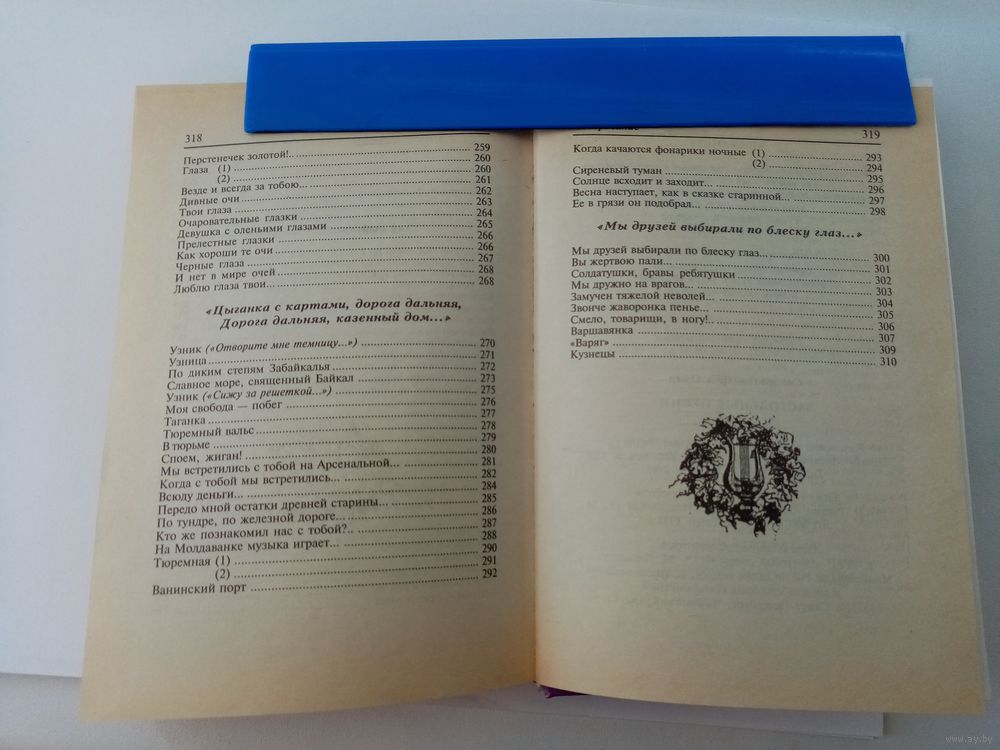 318
Перстенечек золотой!.. 259
Глаза (1) 260
(2) 260
Везде и всегда за тобою... 261
Дивные очи 262
Твои глаза 263
Очаровательные глазки 264
Девушка с оленьими глазами 265
Прелестные глазки 266
Как хороши те очи 266
Черные глаза 267
И нет в мире очей 268
Люблю глаза твои... 268
«Цыганка с картами, дорога дальняя,
Дорога дальняя, казенный дом...»
Узник («Отворите мне темницу...») 270
Узница 271
По диким степям Забайкалья 272
Славное море, священный Байкал 273
Узник («Сижу за решеткой...») 275
Моя свобода — побег 276
Таганка 277
Тюремный вальс 278
В тюрьме 279
Споем, жиган! 280
Мы встретились с тобой на Арсенальной... 281
Когда с тобой мы встретились... 282
Всюду деньги... 284
Передо мной остатки древней старины... 285
По тундре, по железной дороге... 286
Кто же познакомил нас с тобой?.. 287
На Молдаванке музыка играет... 288
Тюремная (1) 290
(2) 291
Ванинский порт 292
319
Когда качаются фонарики ночные (1) 293
(2) 294
Сиреневый туман 295
Солнце всходит и заходит... 296
Весна наступает, как в сказке старинной... 297
Ее в грязи он подобрал... 298
«Мы друзей выбирали по блеску глаз...»
Мы друзей выбирали по блеску глаз... 300
Вы жертвою пали... 301
Солдатушки, бравы ребятушки 302
Мы дружно на врагов... 303
Замучен тяжелой неволей... 304
Звонче жаворонка пенье... 305
Смело, товарищи, в ногу!.. 306
Варшавянка 307
«Варяг» 309
Кузнецы 310
www.ay.by